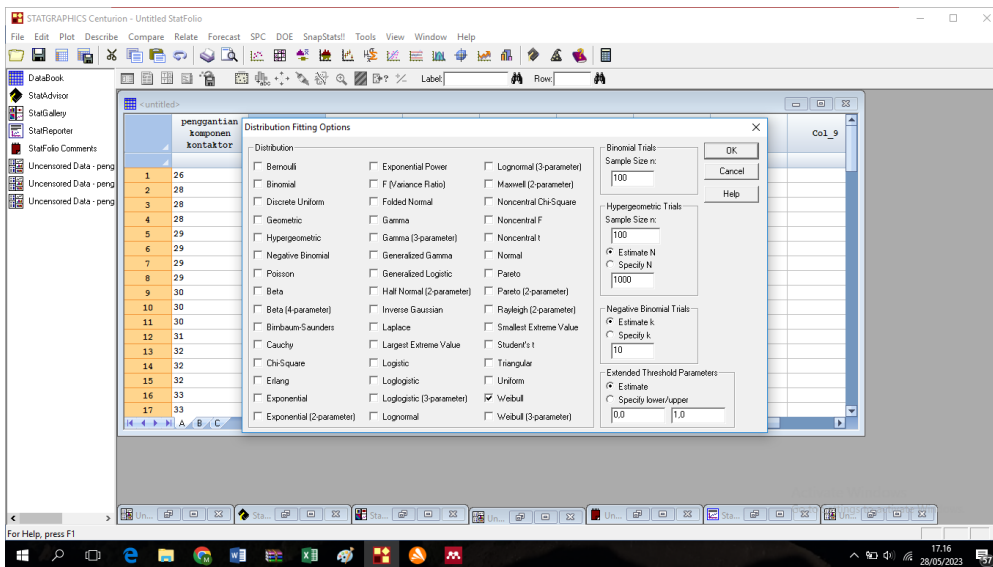 STATGRAPHICS Centurion - Untitled StatFolio
File Edit Plot Describe Compare Relate Forecast SPC DOE SnapStats!! Tools View Window Help
Label: Row:
DataBook
StatAdvisor
StatGallery
StatReporter
StatFolio Comments
Uncensored Data - peng
Uncensored Data - peng
Uncensored Data - peng
<untitled>
penggantian
komponen
kontaktor
Col_9
1 26
2 28
3 28
4 28
5 29
6 29
7 29
8 29
9 30
10 30
11 30
12 31
13 32
14 32
15 32
16 33
17 33
A B C
Distribution Fitting Options
Distribution
Bernoulli
Binomial
Discrete Uniform
Geometric
Hypergeometric
Negative Binomial
Poisson
Beta
Beta (4-parameter)
Birnbaum-Saunders
Cauchy
Chi-Square
Erlang
Exponential
Exponential (2-parameter)
Exponential Power
F (Variance Ratio)
Folded Normal
Gamma
Gamma (3-parameter)
Generalized Gamma
Generalized Logistic
Half Normal (2-parameter)
Inverse Gaussian
Laplace
Largest Extreme Value
Logistic
Loglogistic
Loglogistic (3-parameter)
Lognormal
Lognormal (3-parameter)
Maxwell (2-parameter)
Noncentral Chi-Square
Noncentral F
Noncentral t
Normal
Pareto
Pareto (2-parameter)
Rayleigh (2-parameter)
Smallest Extreme Value
Student's t
Triangular
Uniform
Weibull
Weibull (3-parameter)
Binomial Trials
Sample Size n:
100
Hypergeometric Trials
Sample Size n:
100
Estimate N
Specify N
1000
Negative Binomial Trials
Estimate k
Specify k
10
Extended Threshold Parameters
Estimate
Specify lower/upper
0,0 1,0
OK
Cancel
Help
Un... Sta... Sta... Un... Un... Sta... Un...
For Help, press F1
17.16
28/05/2023
57